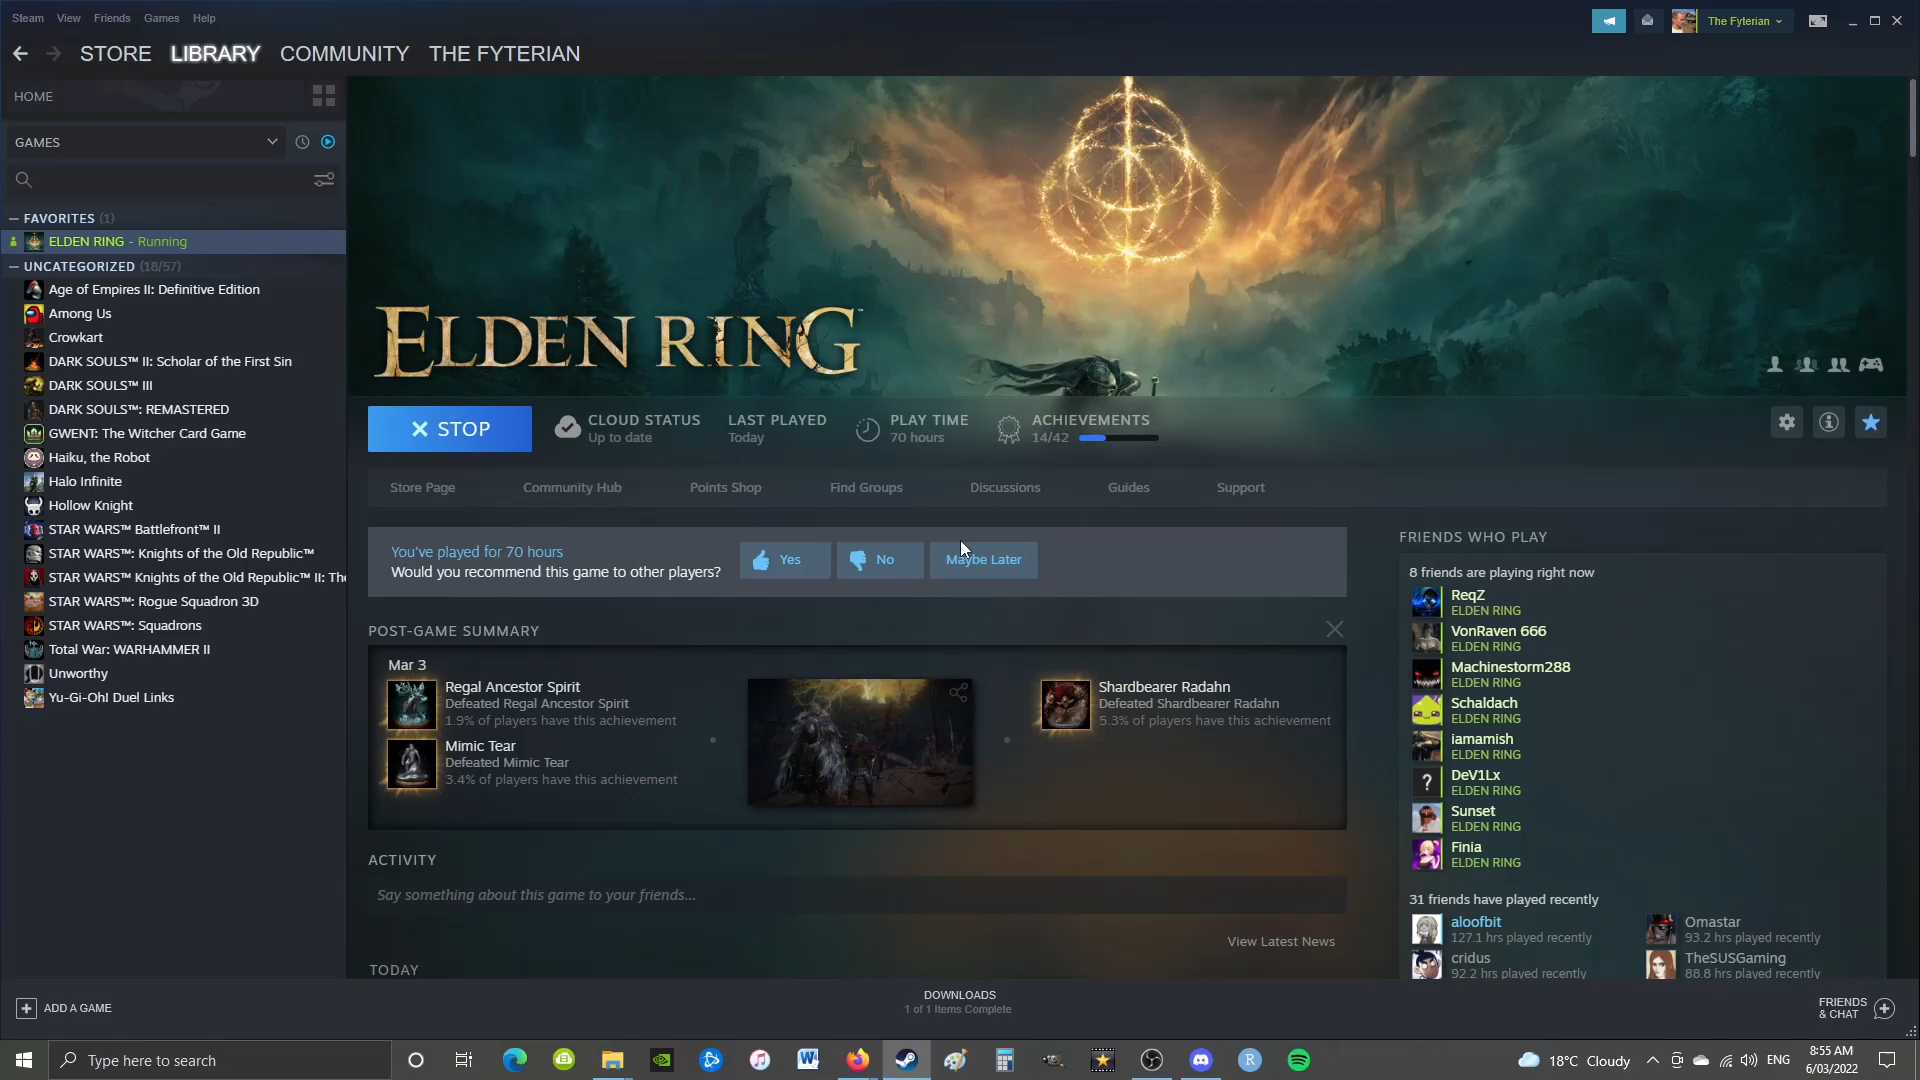 Steam View Friends Games Help
The Fyterian
STORE LIBRARY COMMUNITY THE FYTERIAN
HOME
GAMES
FAVORITES (1)
ELDEN RING - Running
UNCATEGORIZED (18/57)
Age of Empires II: Definitive Edition
Among Us
Crowkart
DARK SOULS™ II: Scholar of the First Sin
DARK SOULS™ III
DARK SOULS™: REMASTERED
GWENT: The Witcher Card Game
Haiku, the Robot
Halo Infinite
Hollow Knight
STAR WARS™ Battlefront™ II
STAR WARS™: Knights of the Old Republic™
STAR WARS™ Knights of the Old Republic™ II: The
STAR WARS™: Rogue Squadron 3D
STAR WARS™: Squadrons
Total War: WARHAMMER II
Unworthy
Yu-Gi-Oh! Duel Links
ADD A GAME
ELDEN RING™
STOP
CLOUD STATUS
Up to date
LAST PLAYED
Today
PLAY TIME
70 hours
ACHIEVEMENTS
14/42
Store Page Community Hub Points Shop Find Groups Discussions Guides Support
You've played for 70 hours
Would you recommend this game to other players?
Yes No Maybe Later
POST-GAME SUMMARY
Mar 3
Regal Ancestor Spirit
Defeated Regal Ancestor Spirit
1.9% of players have this achievement
Mimic Tear
Defeated Mimic Tear
3.4% of players have this achievement
Shardbearer Radahn
Defeated Shardbearer Radahn
5.3% of players have this achievement
ACTIVITY
Say something about this game to your friends...
View Latest News
TODAY
FRIENDS WHO PLAY
8 friends are playing right now
ReqZ
ELDEN RING
VonRaven 666
ELDEN RING
Machinestorm288
ELDEN RING
Schaldach
ELDEN RING
iamamish
ELDEN RING
?
DeV1Lx
ELDEN RING
Sunset
ELDEN RING
Finia
ELDEN RING
31 friends have played recently
aloofbit
127.1 hrs played recently
Omastar
93.2 hrs played recently
cridus
92.2 hrs played recently
TheSUSGaming
88.8 hrs played recently
DOWNLOADS
1 of 1 Items Complete
FRIENDS
& CHAT
Type here to search
W
R
18°C Cloudy
ENG
8:55 AM
6/03/2022